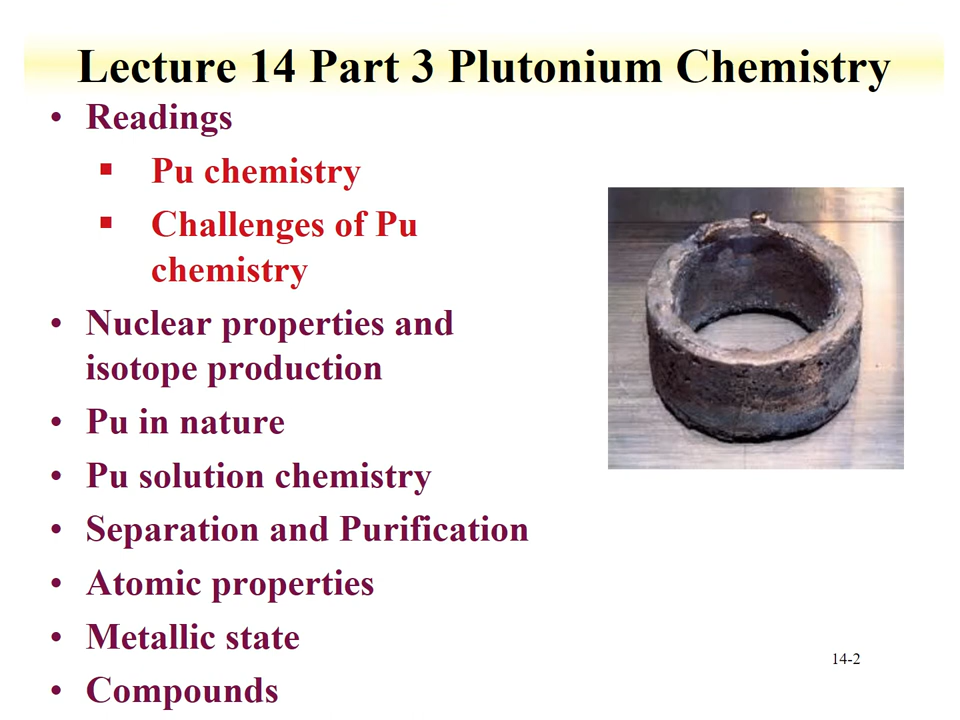 Lecture 14 Part 3 Plutonium Chemistry
• Readings
▪ Pu chemistry
▪ Challenges of Pu
chemistry
• Nuclear properties and
isotope production
• Pu in nature
• Pu solution chemistry
• Separation and Purification
• Atomic properties
• Metallic state
• Compounds
14-2